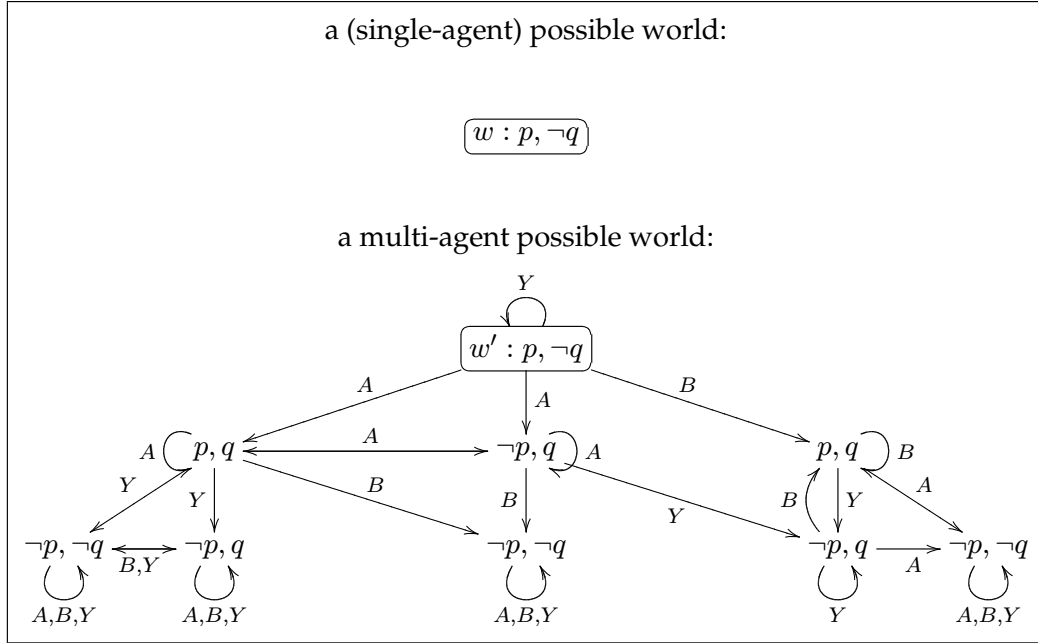 a (single-agent) possible world:
w : p, ¬q
a multi-agent possible world:
Y
w′ : p, ¬q
A
A
B
A
p, q
A
¬p, q
A
p, q
B
Y
Y
B
B
Y
B
Y
A
¬p, ¬q
B,Y
¬p, q
¬p, ¬q
¬p, q
A
¬p, ¬q
A,B,Y
A,B,Y
A,B,Y
Y
A,B,Y